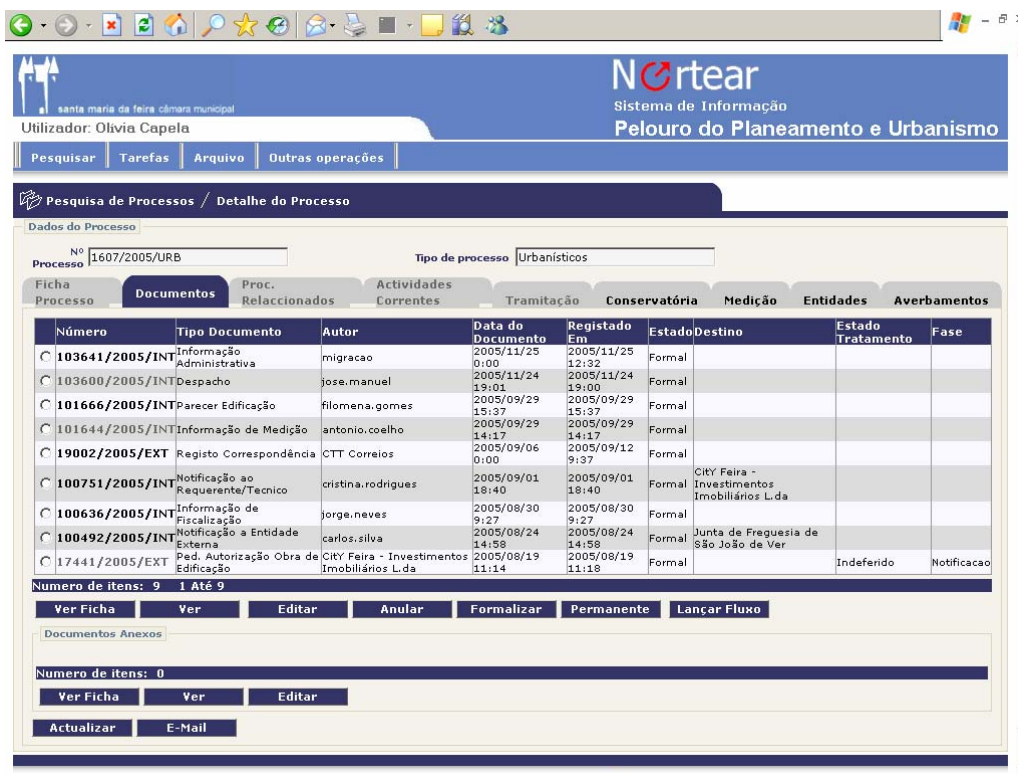 santa maria da feira câmara municipal
Utilizador: Olivia Capela
Nortear
Sistema de Informação
Pelouro do Planeamento e Urbanismo
Pesquisar Tarefas Arquivo Outras operações
Pesquisa de Processos / Detalhe do Processo
Dados do Processo
Nº Processo 1607/2005/URB Tipo de processo Urbanísticos
Ficha Processo Documentos Proc. Relaccionados Actividades Correntes Tramitação Conservatória Medição Entidades Averbamentos
Número Tipo Documento Autor Data do Documento Registado Em Estado Destino Estado Tratamento Fase
103641/2005/INT Informação Administrativa migracao 2005/11/25 0:00 2005/11/25 12:32 Formal
103600/2005/INT Despacho jose.manuel 2005/11/24 19:01 2005/11/24 19:00 Formal
101666/2005/INT Parecer Edificação filomena.gomes 2005/09/29 15:37 2005/09/29 15:37 Formal
101644/2005/INT Informação de Medição antonio.coelho 2005/09/29 14:17 2005/09/29 14:17 Formal
19002/2005/EXT Registo Correspondência CTT Correios 2005/09/06 0:00 2005/09/12 9:37 Formal
100751/2005/INT Notificação ao Requerente/Tecnico cristina.rodrigues 2005/09/01 18:40 2005/09/01 18:40 Formal CitY Feira - Investimentos Imobiliários L.da
100636/2005/INT Informação de Fiscalização jorge.neves 2005/08/30 9:27 2005/08/30 9:27 Formal
100492/2005/INT Notificação a Entidade Externa carlos.silva 2005/08/24 14:58 2005/08/24 14:58 Formal Junta de Freguesia de São João de Ver
17441/2005/EXT Ped. Autorização Obra de Edificação CitY Feira - Investimentos Imobiliários L.da 2005/08/19 11:14 2005/08/19 11:18 Formal Indeferido Notificacao
Numero de itens: 9 1 Até 9
Ver Ficha Ver Editar Anular Formalizar Permanente Lançar Fluxo
Documentos Anexos
Numero de itens: 0
Ver Ficha Ver Editar
Actualizar E-Mail